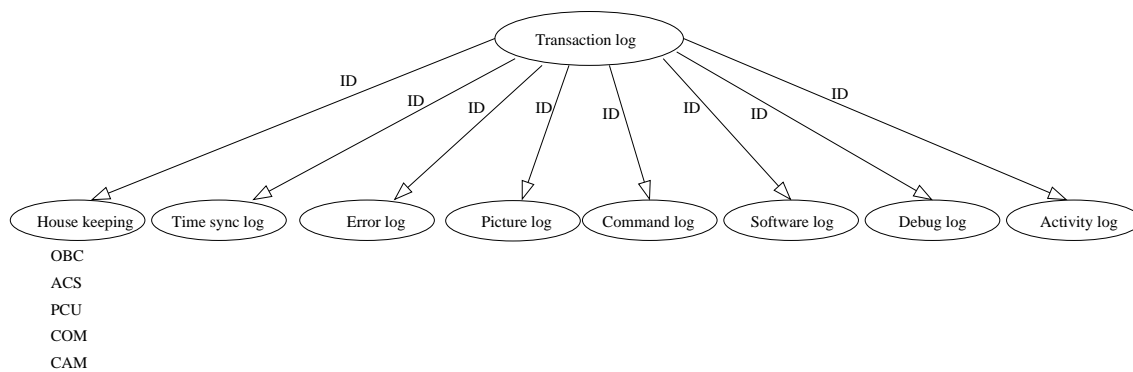 Transaction log
ID
ID
ID
ID
ID
ID
ID
ID
House keeping
Time sync log
Error log
Picture log
Command log
Software log
Debug log
Activity log
OBC
ACS
PCU
COM
CAM